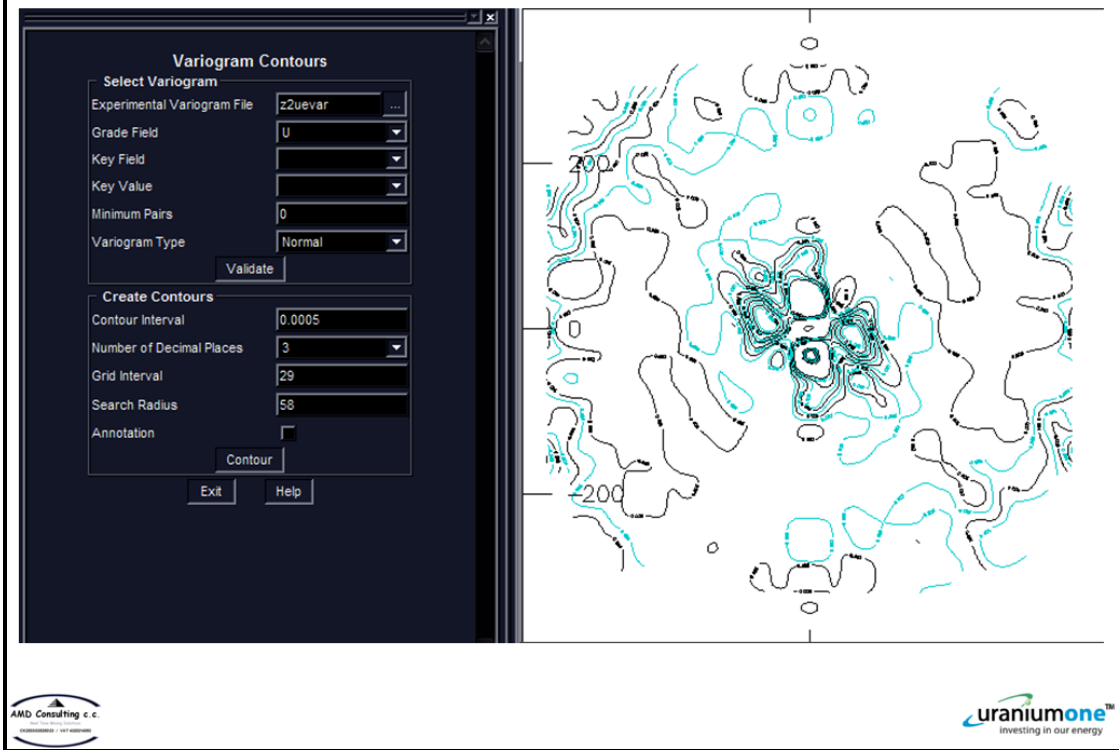 Variogram Contours
Select Variogram
Experimental Variogram File z2uevar ...
Grade Field U
Key Field
Key Value
Minimum Pairs 0
Variogram Type Normal
Validate
Create Contours
Contour Interval 0.0005
Number of Decimal Places 3
Grid Interval 29
Search Radius 58
Annotation
Contour
Exit Help
200
-200
AMD Consulting c.c.
uraniumone™
investing in our energy